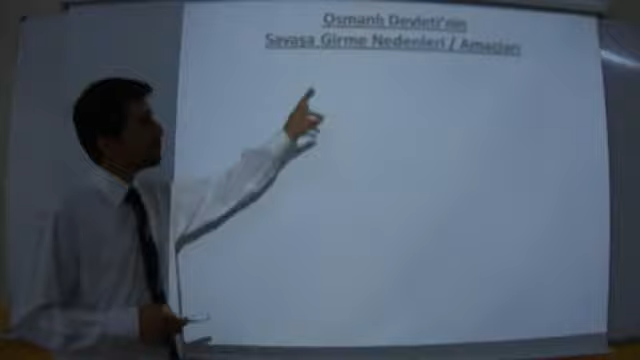 Osmanlı Devleti'nin
Savaşa Girme Nedenleri / Amaçları